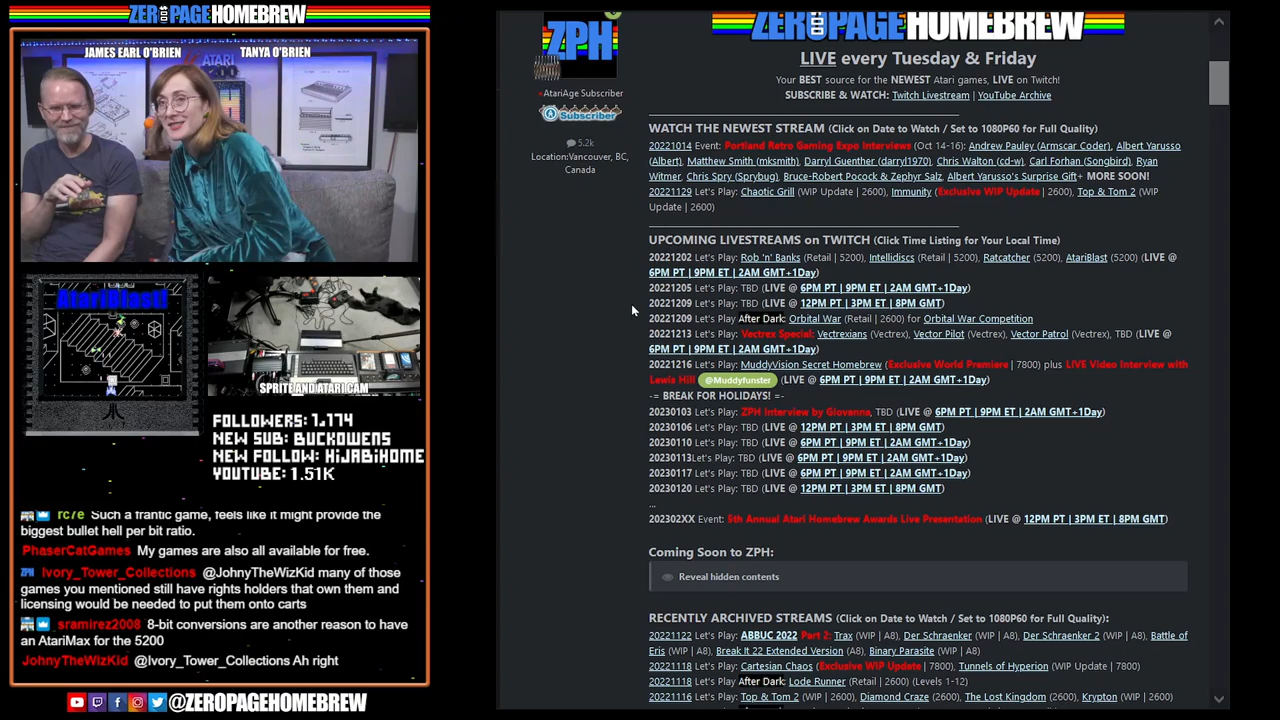 ZEROPAGEHOMEBREW
JAMES EARL O'BRIEN
TANYA O'BRIEN
ATARI
AtariBlast!
SPRITE AND ATARI CAM
FOLLOWERS: 1,774
NEW SUB: BUCKOWENS
NEW FOLLOW: HIJABIHOME
YOUTUBE: 1.51K
rc7e Such a frantic game, feels like it might provide the
biggest bullet hell per bit ratio.
PhaserCatGames My games are also all available for free.
Ivory_Tower_Collections @JohnyTheWizKid many of those
games you mentioned still have rights holders that own them and
licensing would be needed to put them onto carts
sramirez2008 8-bit conversions are another reason to have
an AtariMax for the 5200
JohnyTheWizKid @Ivory_Tower_Collections Ah right
@ZEROPAGEHOMEBREW
ZPH
AtariAge Subscriber
Subscriber
5.2k
Location:Vancouver, BC,
Canada
ZEROPAGEHOMEBREW
LIVE every Tuesday & Friday
Your BEST source for the NEWEST Atari games, LIVE on Twitch!
SUBSCRIBE & WATCH: Twitch Livestream | YouTube Archive
WATCH THE NEWEST STREAM (Click on Date to Watch / Set to 1080P60 for Full Quality)
20221014 Event: Portland Retro Gaming Expo Interviews (Oct 14-16): Andrew Pauley (Armscar Coder), Albert Yarusso
(Albert), Matthew Smith (mksmith), Darryl Guenther (darryl1970), Chris Walton (cd-w), Carl Forhan (Songbird), Ryan
Witmer, Chris Spry (Sprybug), Bruce-Robert Pocock & Zephyr Salz, Albert Yarusso's Surprise Gift+ MORE SOON!
20221129 Let's Play: Chaotic Grill (WIP Update | 2600), Immunity (Exclusive WIP Update | 2600), Top & Tom 2 (WIP
Update | 2600)
UPCOMING LIVESTREAMS on TWITCH (Click Time Listing for Your Local Time)
20221202 Let's Play: Rob 'n' Banks (Retail | 5200), Intellidiscs (Retail | 5200), Ratcatcher (5200), AtariBlast (5200) (LIVE @
6PM PT | 9PM ET | 2AM GMT+1Day)
20221205 Let's Play: TBD (LIVE @ 6PM PT | 9PM ET | 2AM GMT+1Day)
20221209 Let's Play: TBD (LIVE @ 12PM PT | 3PM ET | 8PM GMT)
20221209 Let's Play After Dark: Orbital War (Retail | 2600) for Orbital War Competition
20221213 Let's Play: Vectrex Special: Vectrexians (Vectrex), Vector Pilot (Vectrex), Vector Patrol (Vectrex), TBD (LIVE @
6PM PT | 9PM ET | 2AM GMT+1Day)
20221216 Let's Play: MuddyVision Secret Homebrew (Exclusive World Premiere | 7800) plus LIVE Video Interview with
Lewis Hill @Muddyfunster (LIVE @ 6PM PT | 9PM ET | 2AM GMT+1Day)
-= BREAK FOR HOLIDAYS! =-
20230103 Let's Play: ZPH Interview by Giovanna, TBD (LIVE @ 6PM PT | 9PM ET | 2AM GMT+1Day)
20230106 Let's Play: TBD (LIVE @ 12PM PT | 3PM ET | 8PM GMT)
20230110 Let's Play: TBD (LIVE @ 6PM PT | 9PM ET | 2AM GMT+1Day)
20230113Let's Play: TBD (LIVE @ 6PM PT | 9PM ET | 2AM GMT+1Day)
20230117 Let's Play: TBD (LIVE @ 6PM PT | 9PM ET | 2AM GMT+1Day)
20230120 Let's Play: TBD (LIVE @ 12PM PT | 3PM ET | 8PM GMT)
...
202302XX Event: 5th Annual Atari Homebrew Awards Live Presentation (LIVE @ 12PM PT | 3PM ET | 8PM GMT)
Coming Soon to ZPH:
Reveal hidden contents
RECENTLY ARCHIVED STREAMS (Click on Date to Watch / Set to 1080P60 for Full Quality):
20221122 Let's Play: ABBUC 2022 Part 2: Trax (WIP | A8), Der Schraenker (WIP | A8), Der Schraenker 2 (WIP | A8), Battle of
Eris (WIP | A8), Break It 22 Extended Version (A8), Binary Parasite (WIP | A8)
20221118 Let's Play: Cartesian Chaos (Exclusive WIP Update | 7800), Tunnels of Hyperion (WIP Update | 7800)
20221118 Let's Play: After Dark: Lode Runner (Retail | 2600) (Levels 1-12)
20221116 Let's Play: Top & Tom 2 (WIP | 2600), Diamond Craze (2600), The Lost Kingdom (2600), Krypton (WIP | 2600)